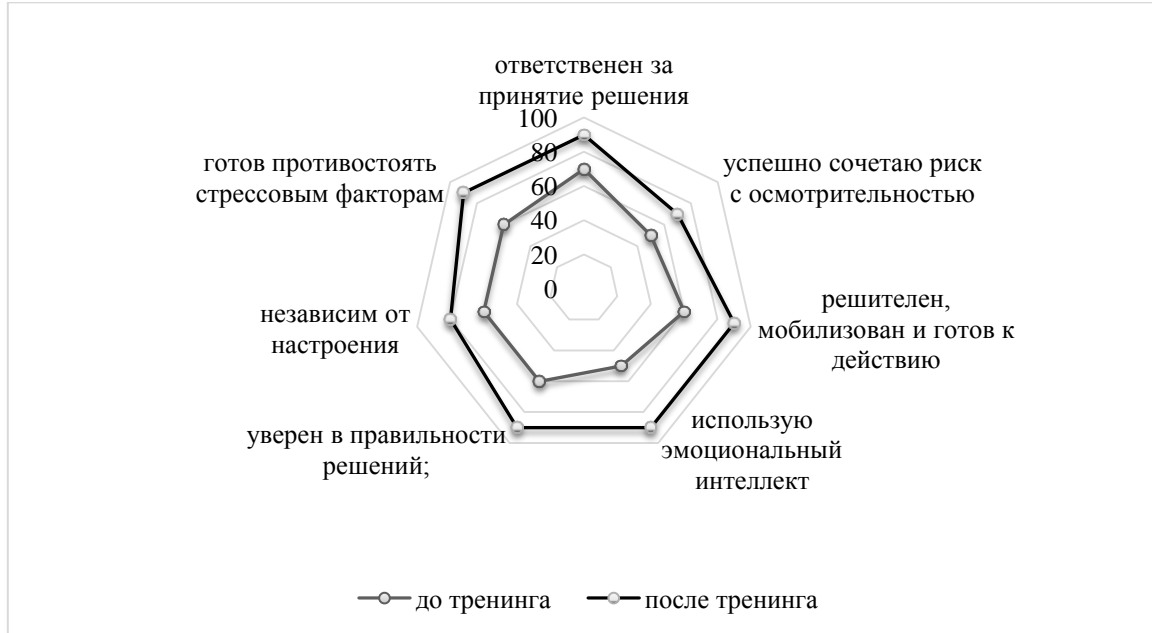 ответственен за
принятие решения
100
80
60
40
20
0
успешно сочетаю риск
с осмотрительностью
решителен,
мобилизован и готов к
действию
использую
эмоциональный
интеллект
уверен в правильности
решений;
независим от
настроения
готов противостоять
стрессовым факторам
до тренинга
после тренинга